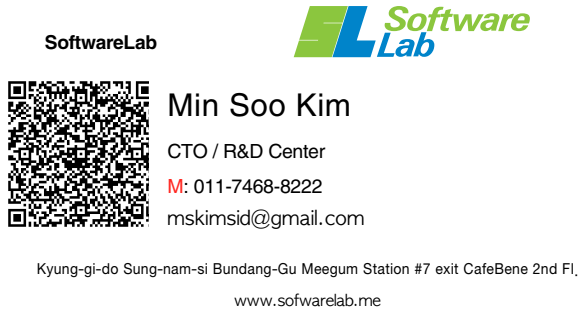 SoftwareLab
Software
Lab
Min Soo Kim
CTO / R&D Center
M: 011-7468-8222
mskimsid@gmail.com
Kyung-gi-do Sung-nam-si Bundang-Gu Meegum Station #7 exit CafeBene 2nd Fl.
www.sofwarelab.me